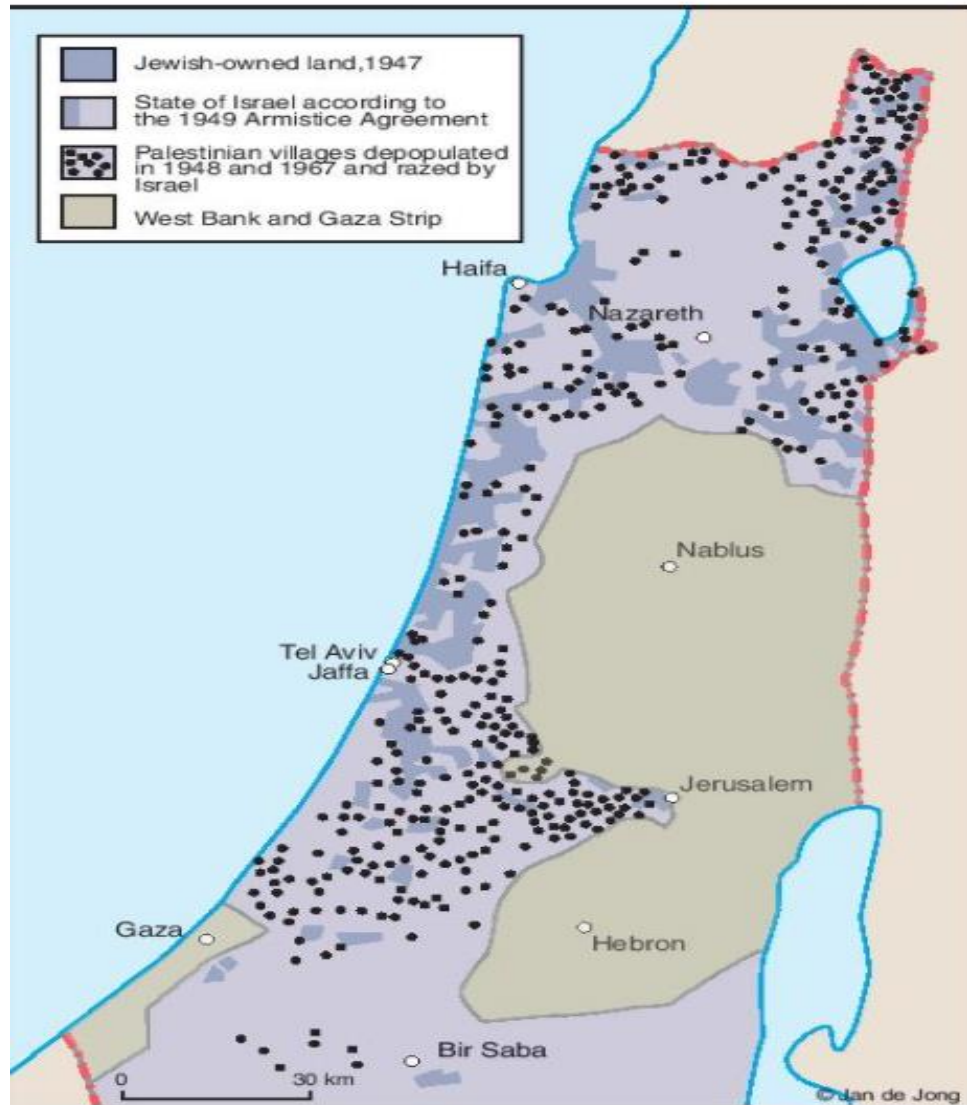 Jewish-owned land,1947
State of Israel according to
the 1949 Armistice Agreement
Palestinian villages depopulated
in 1948 and 1967 and razed by
Israel
West Bank and Gaza Strip
Haifa
Nazareth
Nablus
Tel Aviv
Jaffa
Jerusalem
Gaza
Hebron
Bir Saba
0 30 km
© Jan de Jong